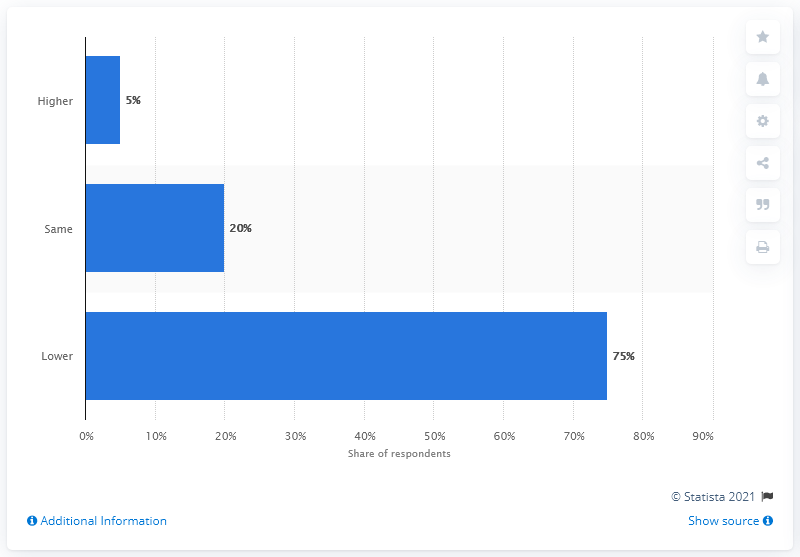 Higher
5%
Same
20%
Lower
75%
0% 10% 20% 30% 40% 50% 60% 70% 80% 90%
Share of respondents
© Statista 2021
Additional Information
Show source